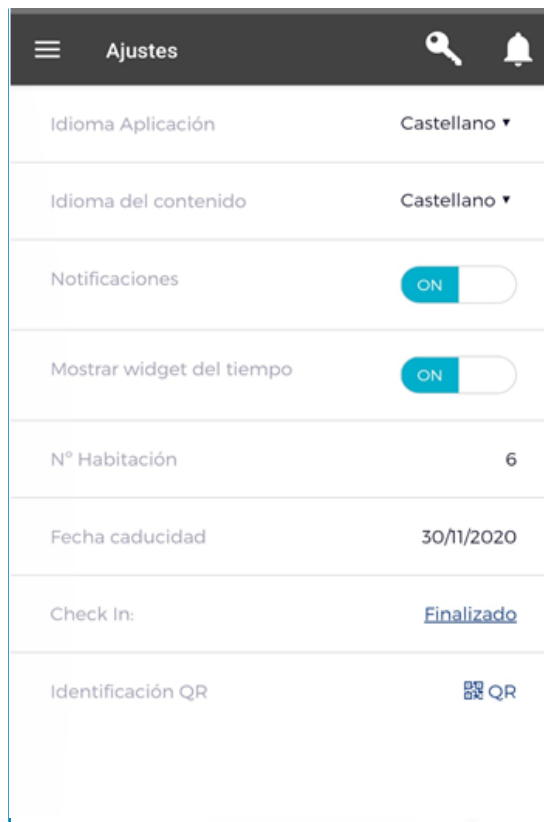 Ajustes
Idioma Aplicación Castellano ▾
Idioma del contenido Castellano ▾
Notificaciones ON
Mostrar widget del tiempo ON
Nº Habitación 6
Fecha caducidad 30/11/2020
Check In: Finalizado
Identificación QR QR